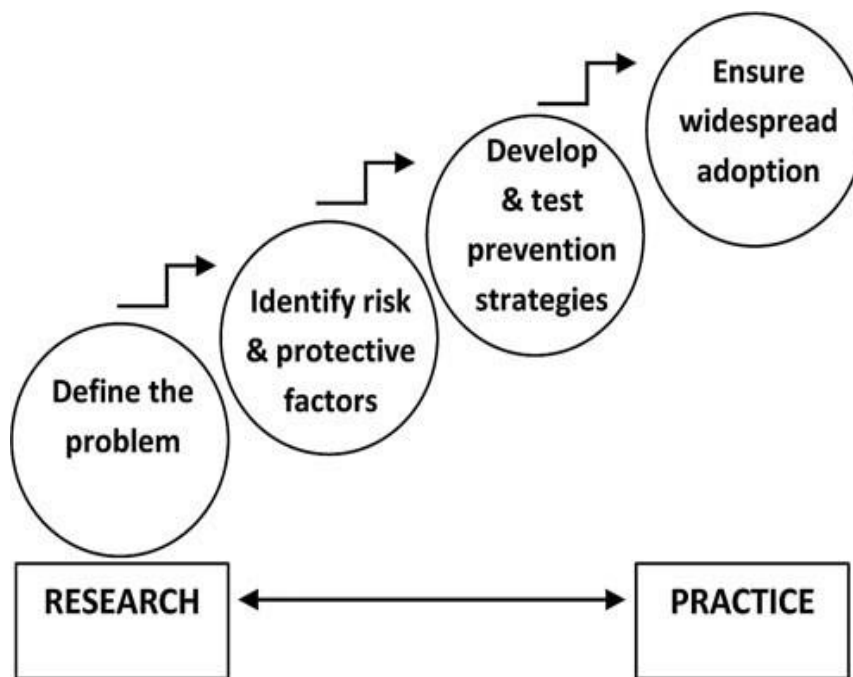 Define the
problem
Identify risk
& protective
factors
Develop
& test
prevention
strategies
Ensure
widespread
adoption
RESEARCH
PRACTICE